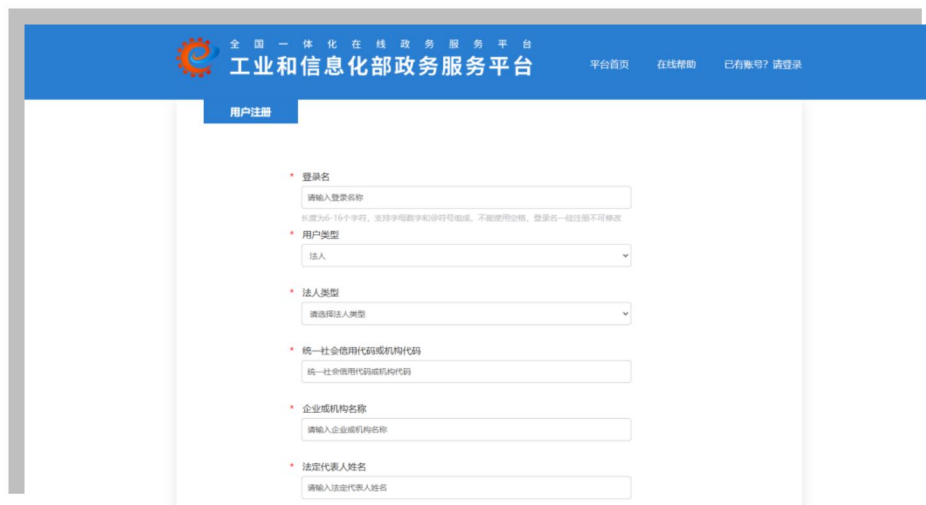 全国一体化在线政务服务平台
工业和信息化部政务服务平台
平台首页 在线帮助 已有账号？请登录
用户注册
* 登录名
请输入登录名称
长度为6-16个字符，支持字母数字和@符号组成，不能使用空格，登录名一经注册不可修改
* 用户类型
法人
* 法人类型
请选择法人类型
* 统一社会信用代码或机构代码
统一社会信用代码或机构代码
* 企业或机构名称
请输入企业或机构名称
* 法定代表人姓名
请输入法定代表人姓名